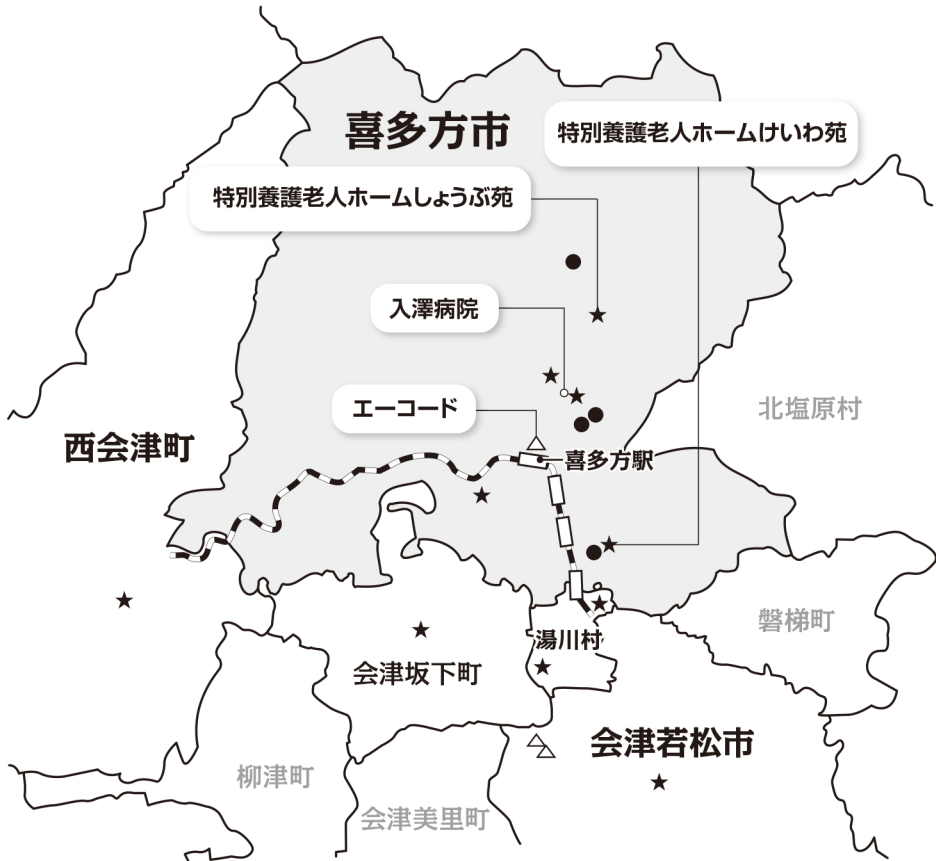 喜多方市
特別養護老人ホームけいわ苑
特別養護老人ホームしょうぶ苑
入澤病院
エーコード
北塩原村
西会津町
喜多方駅
磐梯町
湯川村
会津坂下町
会津若松市
柳津町
会津美里町